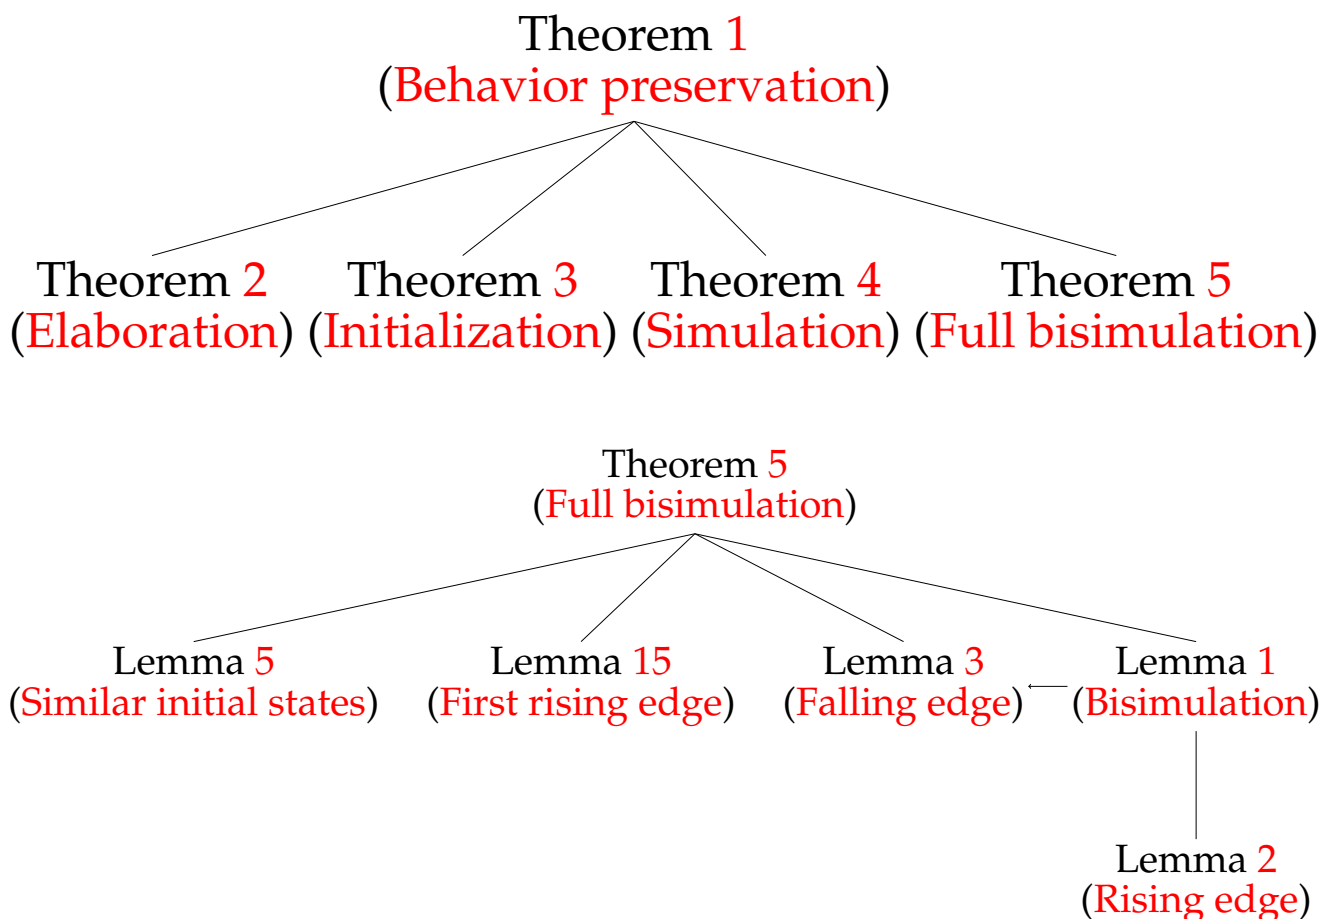 Theorem 1
(Behavior preservation)
Theorem 2 Theorem 3 Theorem 4 Theorem 5
(Elaboration) (Initialization) (Simulation) (Full bisimulation)
Theorem 5
(Full bisimulation)
Lemma 5 Lemma 15 Lemma 3 Lemma 1
(Similar initial states) (First rising edge) (Falling edge) (Bisimulation)
Lemma 2
(Rising edge)